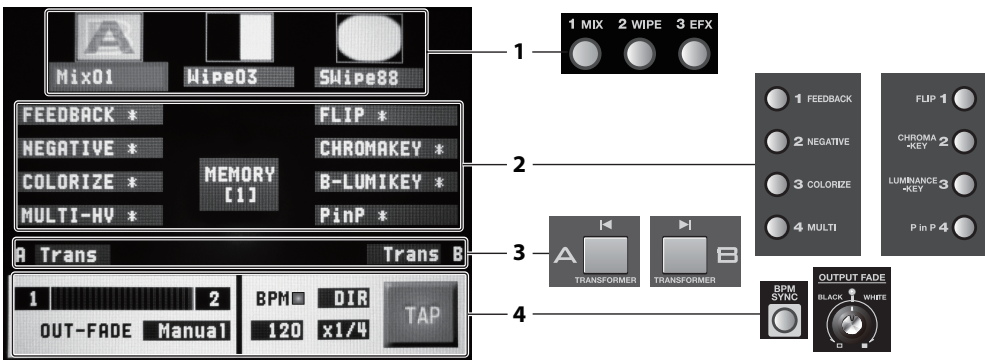 Mix01 Wipe03 SWipe88
1
1 MIX 2 WIPE 3 EFX
FEEDBACK * FLIP *
NEGATIVE * CHROMAKEY *
COLORIZE * B-LUMIKEY *
MULTI-HV * PinP *
MEMORY
[1]
2
1 FEEDBACK
2 NEGATIVE
3 COLORIZE
4 MULTI
FLIP 1
CHROMA
-KEY 2
LUMINANCE
-KEY 3
P in P 4
A Trans Trans B
3
A B
TRANSFORMER TRANSFORMER
1 2
OUT-FADE Manual
BPM DIR
120 x1/4
TAP
4
BPM
SYNC
OUTPUT FADE
BLACK WHITE